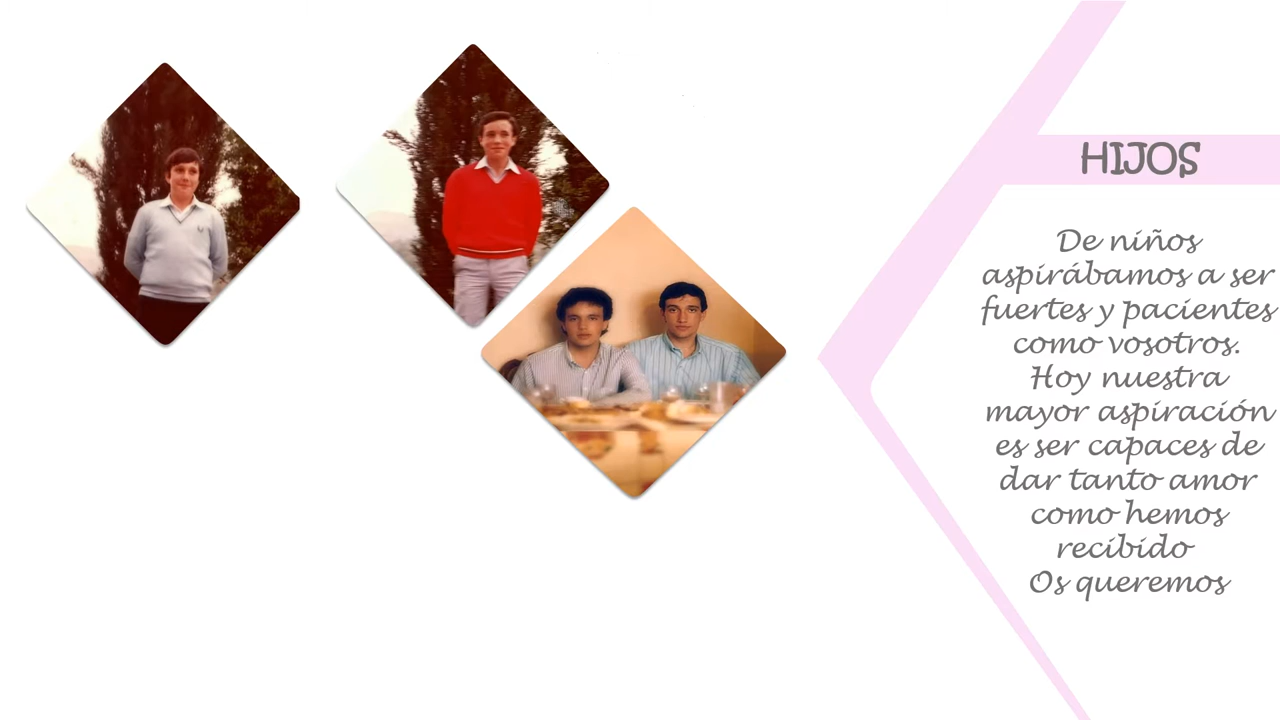 HIJOS
De niños
aspirábamos a ser
fuertes y pacientes
como vosotros.
Hoy nuestra
mayor aspiración
es ser capaces de
dar tanto amor
como hemos
recibido
Os queremos